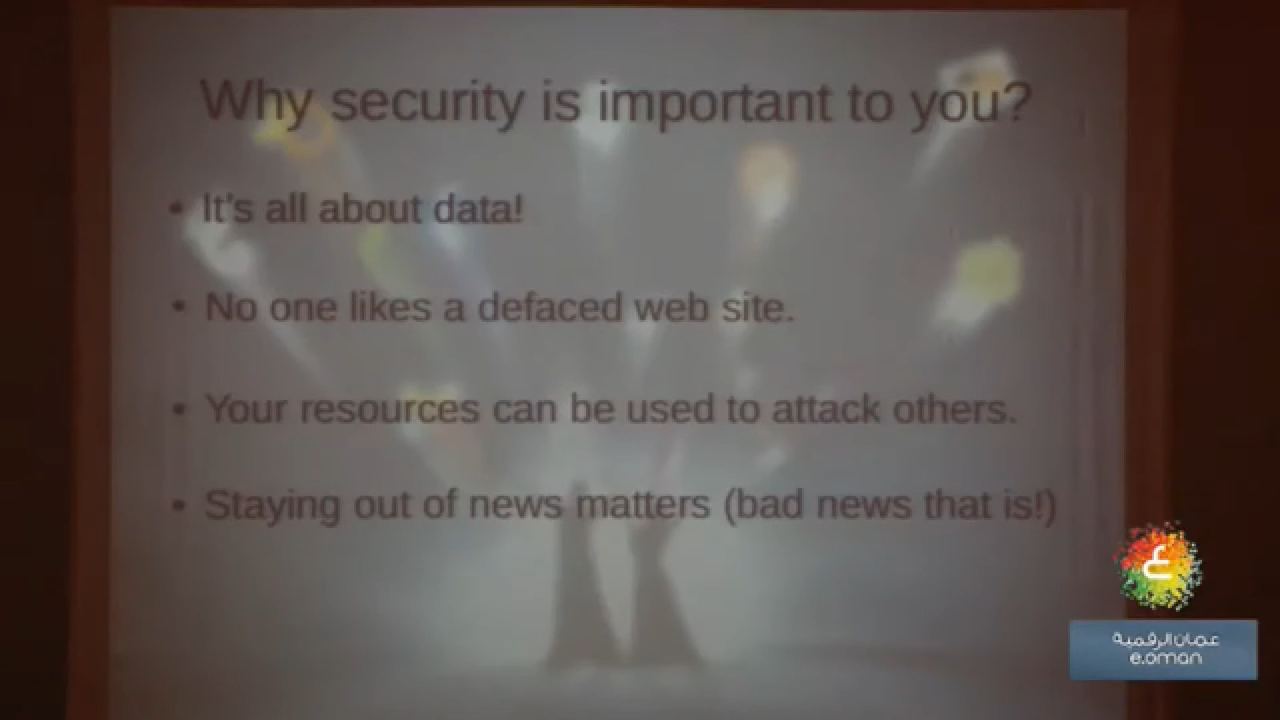 Why security is important to you?
• It's all about data!
• No one likes a defaced web site.
• Your resources can be used to attack others.
• Staying out of news matters (bad news that is!)
ع
عمان الرقمية
e.oman